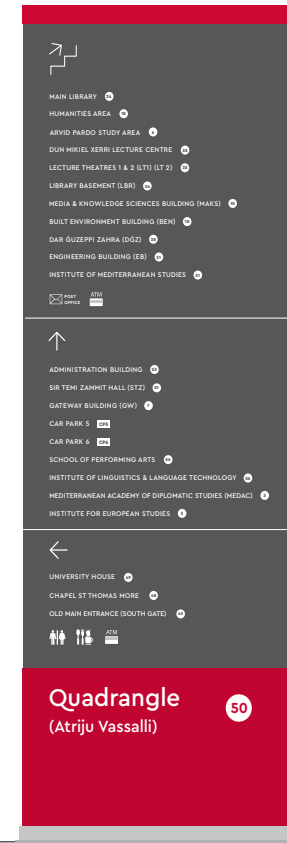 MAIN LIBRARY
HUMANITIES AREA
ARVID PARDO STUDY AREA
DUN MIKIEL XERRI LECTURE CENTRE
LECTURE THEATRES 1 & 2 (LT1) (LT 2)
LIBRARY BASEMENT (LBR)
MEDIA & KNOWLEDGE SCIENCES BUILDING (MAKS)
BUILT ENVIRONMENT BUILDING (BEN)
DAR ĠUZEPPI ZAHRA (DĠZ)
ENGINEERING BUILDING (EB)
INSTITUTE OF MEDITERRANEAN STUDIES
POST OFFICE ATM
ADMINISTRATION BUILDING
SIR TEMI ZAMMIT HALL (STZ)
GATEWAY BUILDING (GW)
CAR PARK 5 CP5
CAR PARK 6 CP6
SCHOOL OF PERFORMING ARTS
INSTITUTE OF LINGUISTICS & LANGUAGE TECHNOLOGY
MEDITERRANEAN ACADEMY OF DIPLOMATIC STUDIES (MEDAC)
INSTITUTE FOR EUROPEAN STUDIES
UNIVERSITY HOUSE
CHAPEL ST THOMAS MORE
OLD MAIN ENTRANCE (SOUTH GATE)
ATM
Quadrangle 50
(Atriju Vassalli)